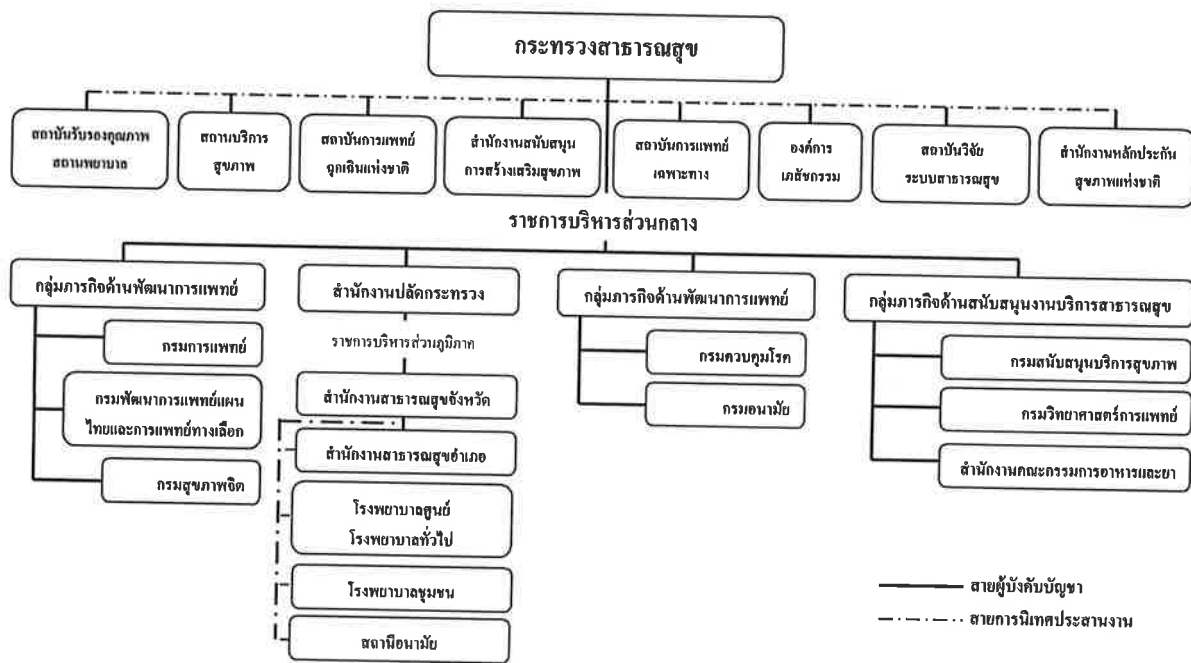 กระทรวงสาธารณสุข
สถาบันรับรองคุณภาพ
สถานพยาบาล
สถานบริการ
สุขภาพ
สถาบันการแพทย์
ฉุกเฉินแห่งชาติ
สำนักงานสนับสนุน
การสร้างเสริมสุขภาพ
สถาบันการแพทย์
เฉพาะทาง
องค์การ
เภสัชกรรม
สถาบันวิจัย
ระบบสาธารณสุข
สำนักงานหลักประกัน
สุขภาพแห่งชาติ
ราชการบริหารส่วนกลาง
กลุ่มภารกิจด้านพัฒนาการแพทย์
กรมการแพทย์
กรมพัฒนาการแพทย์แผน
ไทยและการแพทย์ทางเลือก
กรมสุขภาพจิต
สำนักงานปลัดกระทรวง
ราชการบริหารส่วนภูมิภาค
สำนักงานสาธารณสุขจังหวัด
สำนักงานสาธารณสุขอำเภอ
โรงพยาบาลศูนย์
โรงพยาบาลทั่วไป
โรงพยาบาลชุมชน
สถานีอนามัย
กลุ่มภารกิจด้านพัฒนาการแพทย์
กรมควบคุมโรค
กรมอนามัย
กลุ่มภารกิจด้านสนับสนุนงานบริการสาธารณสุข
กรมสนับสนุนบริการสุขภาพ
กรมวิทยาศาสตร์การแพทย์
สำนักงานคณะกรรมการอาหารและยา
สายผู้บังคับบัญชา
สายการนิเทศประสานงาน